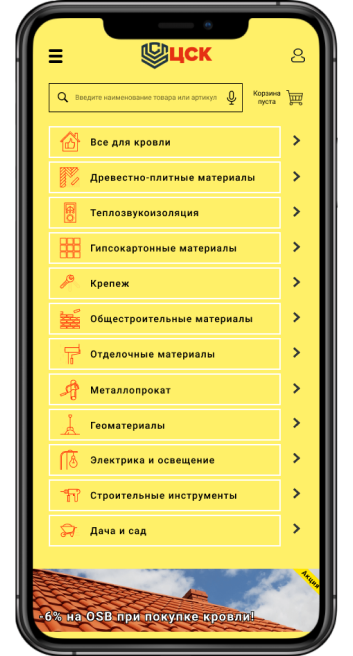 ЦСК
Введите наименование товара или артикул
Корзина
пуста
Все для кровли
Древестно-плитные материалы
Теплозвукоизоляция
Гипсокартонные материалы
Крепеж
Общестроительные материалы
Отделочные материалы
Металлопрокат
Геоматериалы
Электрика и освещение
Строительные инструменты
Дача и сад
Акция
-6% на OSB при покупке кровли!